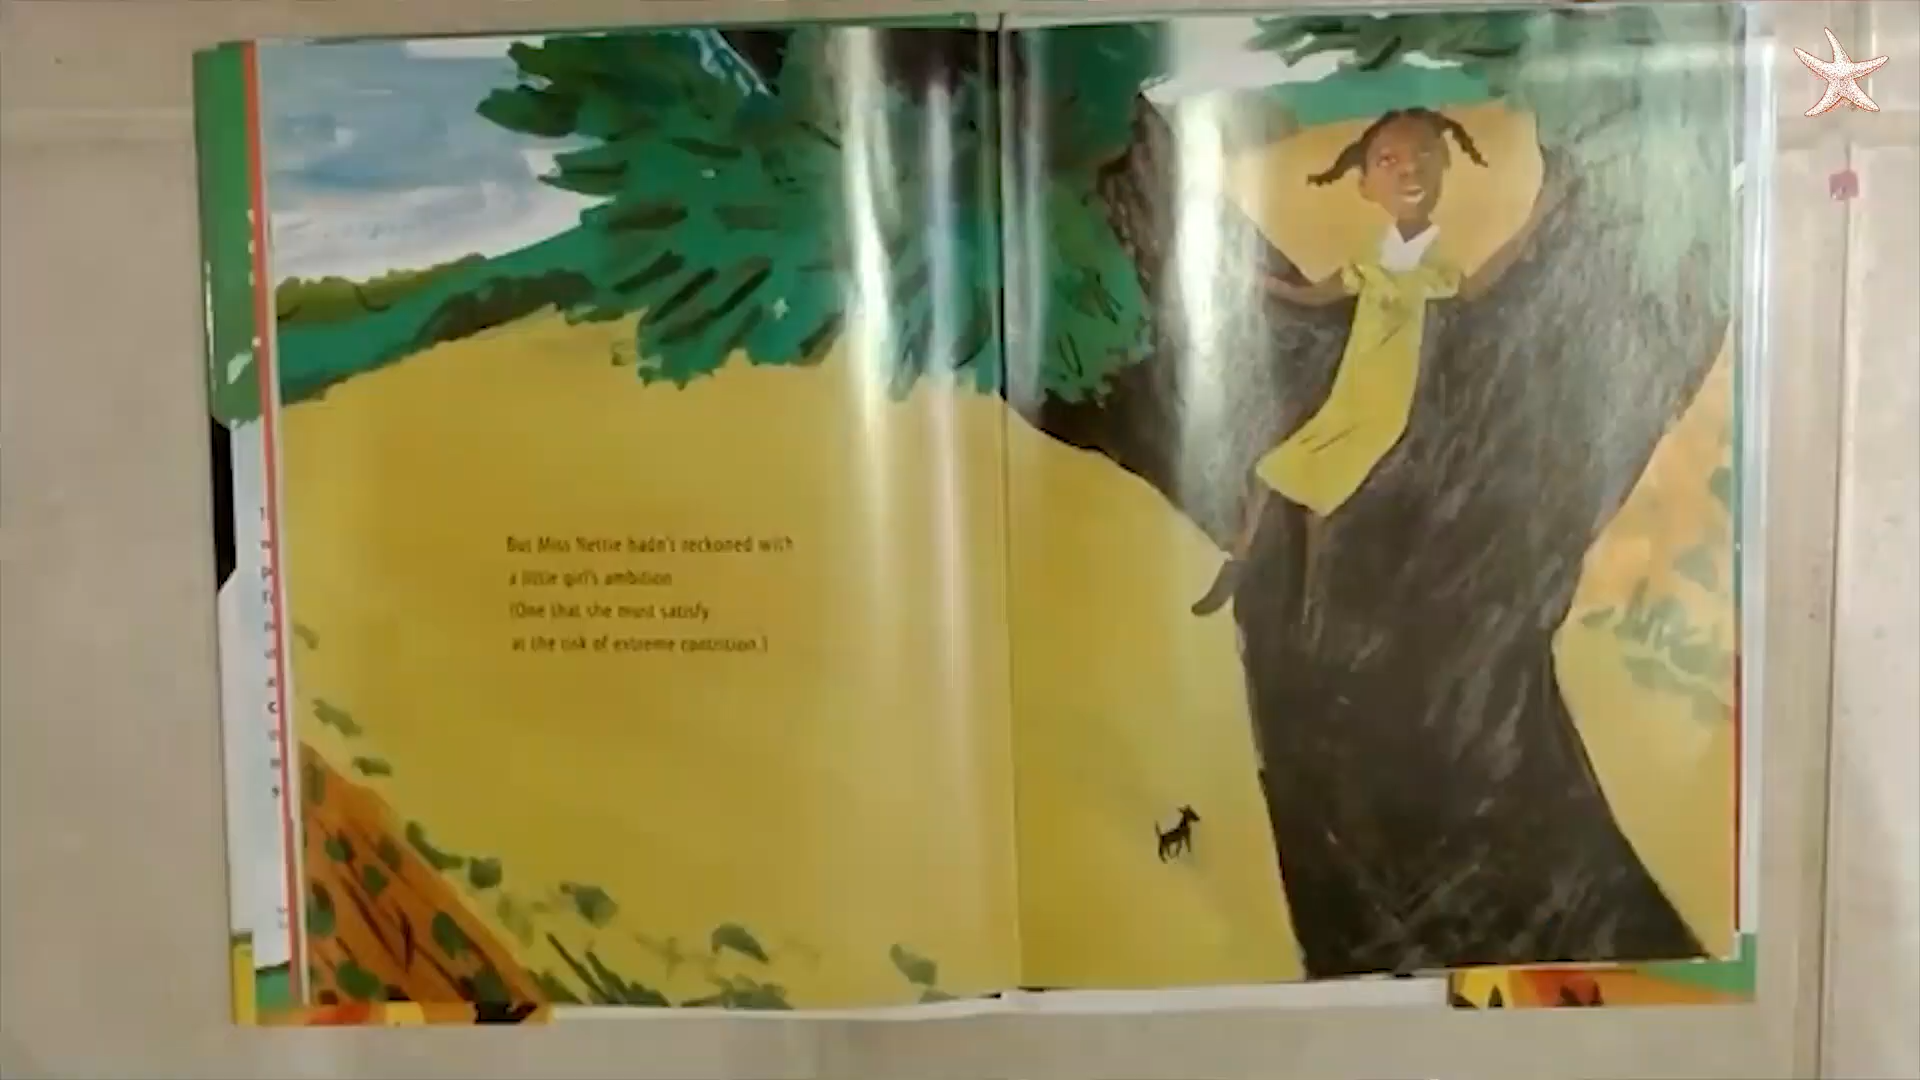 But Miss Nettie hadn's reckoned with
a little girl's ambition
(One that she must satisfy
at the risk of extreme contrition.)